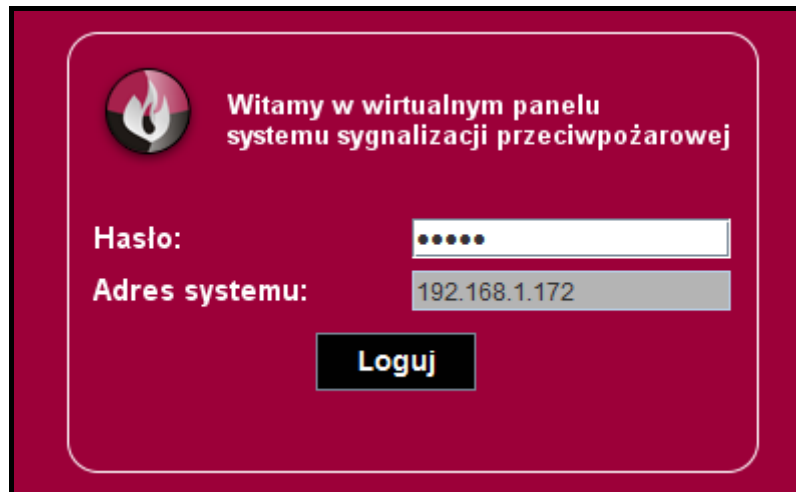 Witamy w wirtualnym panelu
systemu sygnalizacji przeciwpożarowej
Hasło: •••••
Adres systemu: 192.168.1.172
Loguj